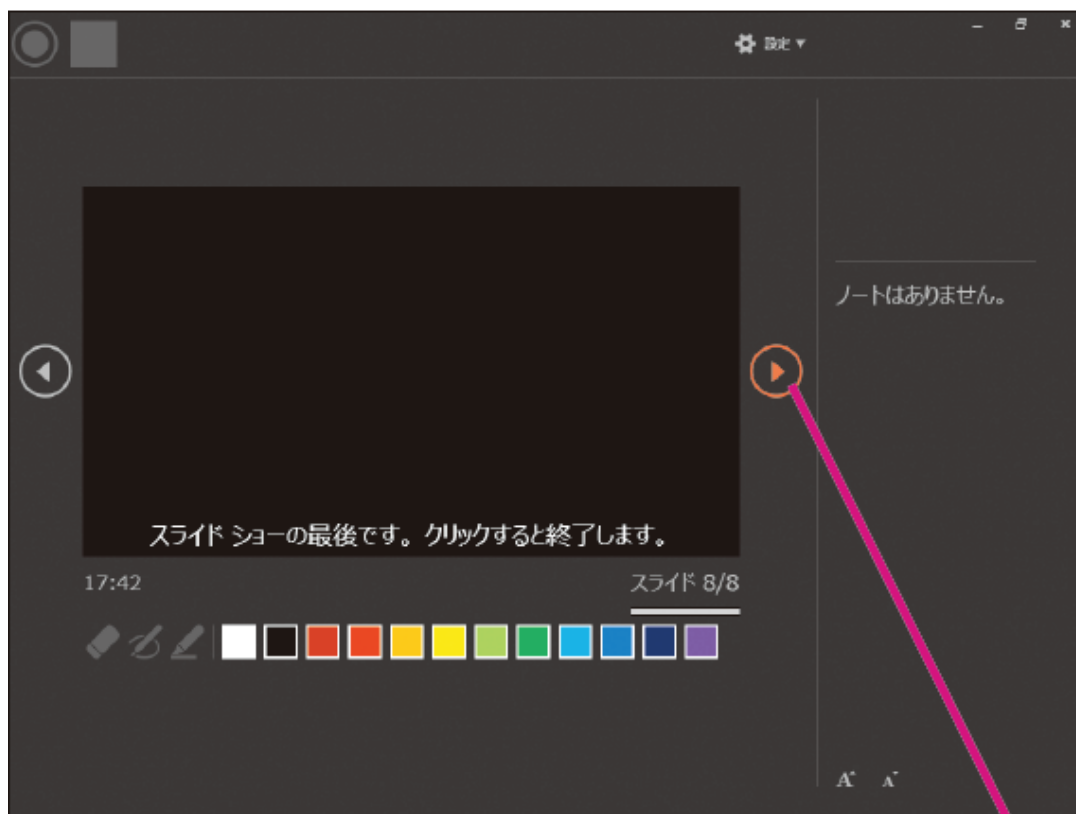 設定
ノートはありません。
スライド ショーの最後です。クリックすると終了します。
17:42
スライド 8/8
A A